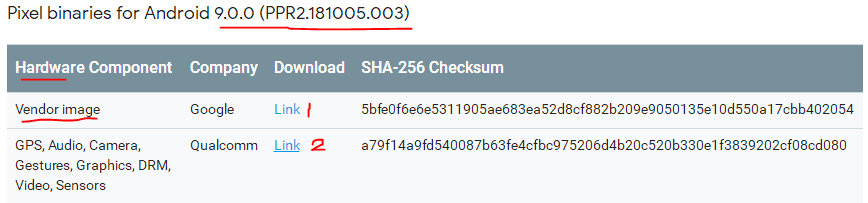 Pixel binaries for Android 9.0.0 (PPR2.181005.003)
Hardware Component Company Download SHA-256 Checksum
Vendor image Google Link 1 5bfe0f6e6e5311905ae683ea52d8cf882b209e9050135e10d550a17cbb402054
GPS, Audio, Camera, Qualcomm Link 2 a79f14a9fd540087b63fe4cfbc975206d4b20c520b330e1f3839202cf08cd080
Gestures, Graphics, DRM,
Video, Sensors